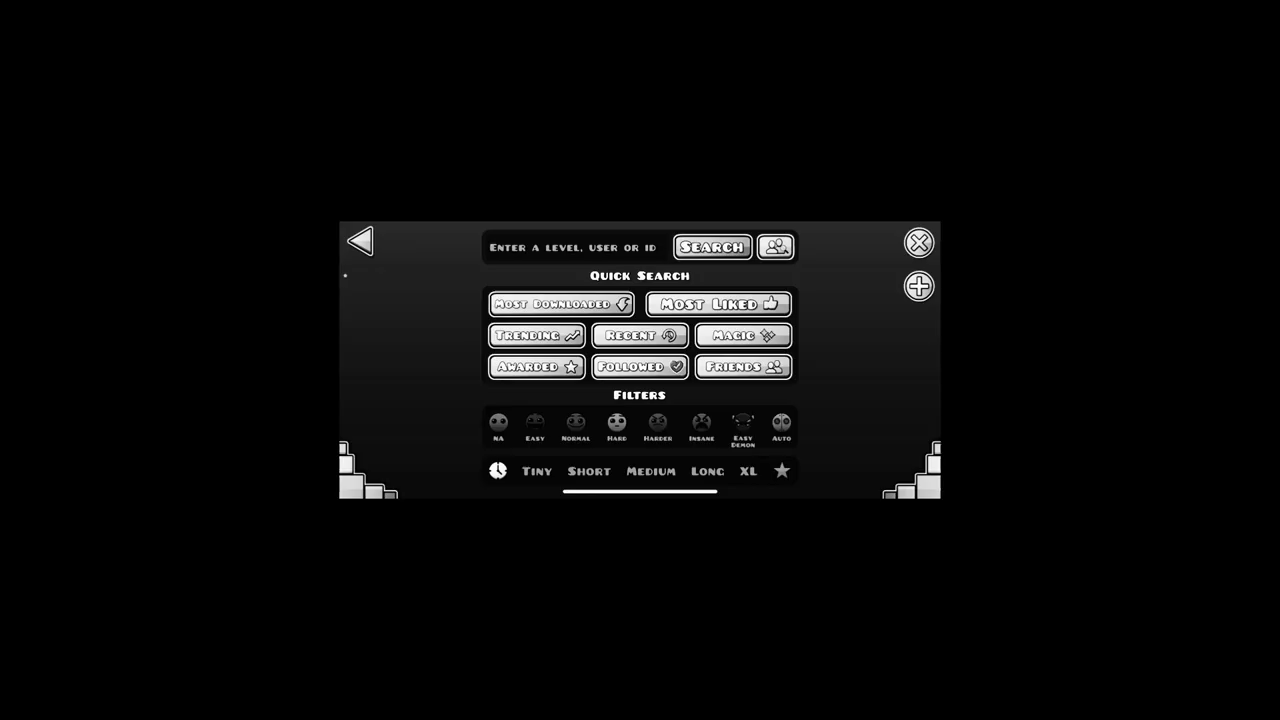 Enter a level, user or id Search
Quick Search
Most Downloaded Most Liked
Trending Recent Magic
Awarded Followed Friends
Filters
NA Easy Normal Hard Harder Insane Easy Demon Auto
Tiny Short Medium Long XL